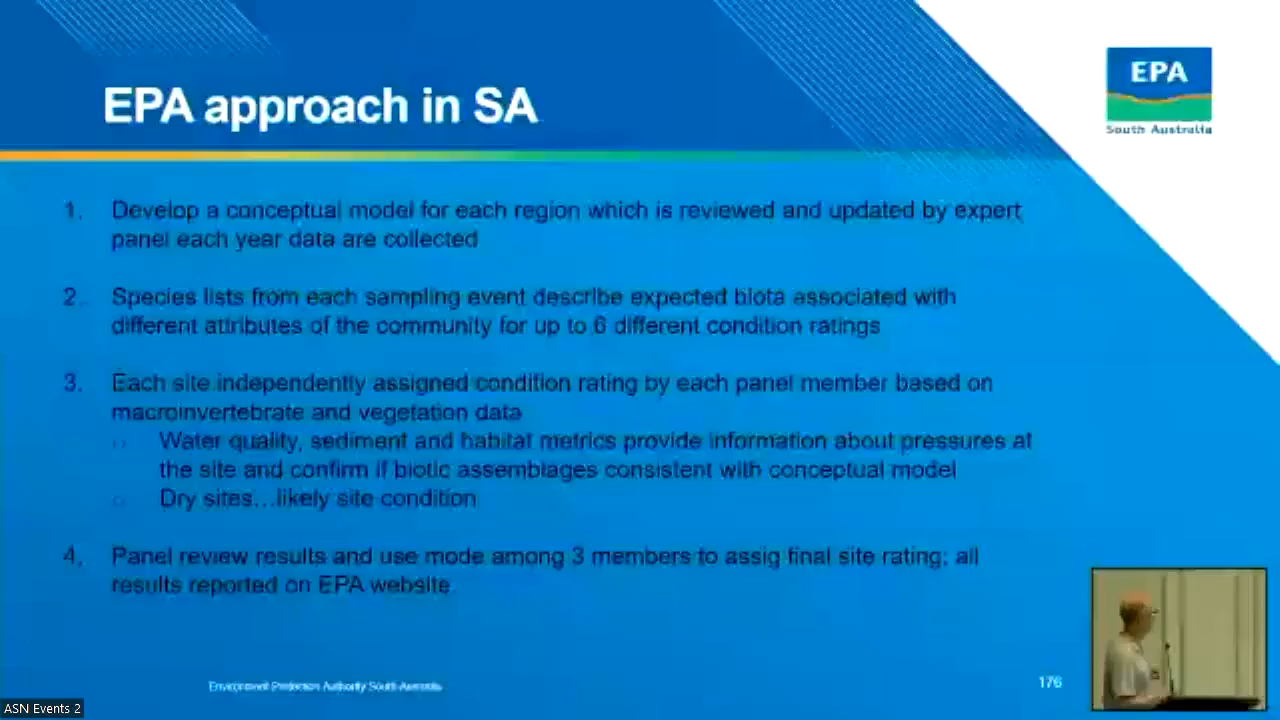 EPA approach in SA
EPA
South Australia
1. Develop a conceptual model for each region which is reviewed and updated by expert
panel each year data are collected
2. Species lists from each sampling event describe expected biota associated with
different attributes of the community for up to 6 different condition ratings
3. Each site independently assigned condition rating by each panel member based on
macroinvertebrate and vegetation data
○ Water quality, sediment and habitat metrics provide information about pressures at
the site and confirm if biotic assemblages consistent with conceptual model
○ Dry sites…likely site condition
4. Panel review results and use mode among 3 members to assig final site rating; all
results reported on EPA website
Environment Protection Authority South Australia
176
ASN Events 2